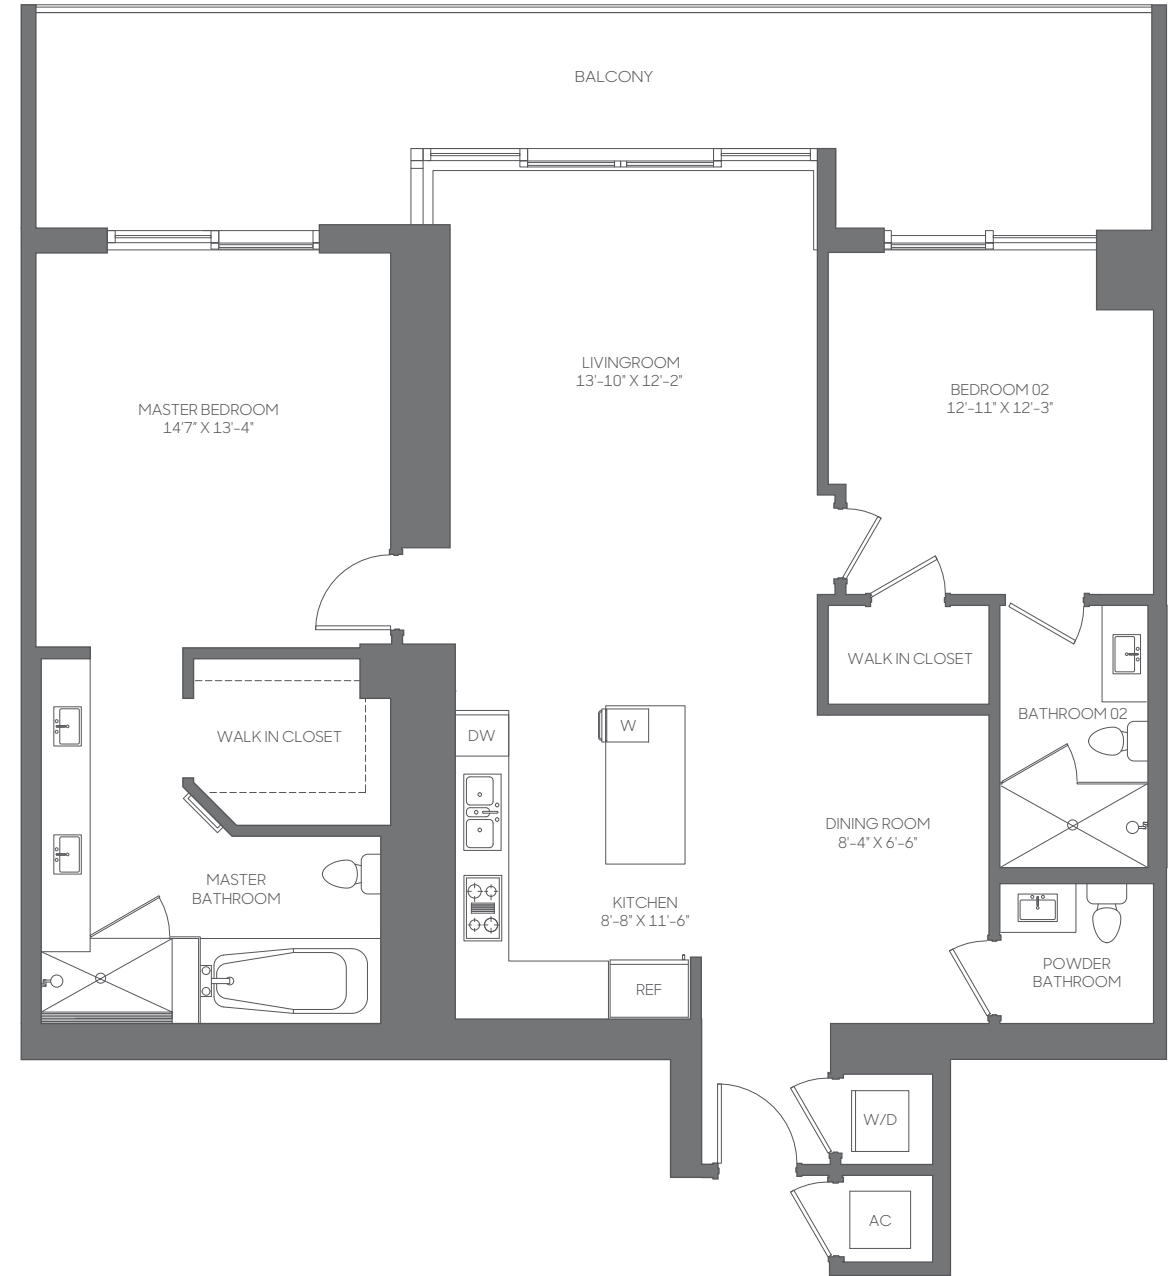 BALCONY
LIVINGROOM
13'-10" X 12'-2"
BEDROOM 02
12'-11" X 12'-3"
MASTER BEDROOM
14'7" X 13'-4"
WALK IN CLOSET
BATHROOM 02
WALK IN CLOSET
DW
W
DINING ROOM
8'-4" X 6'-6"
MASTER
BATHROOM
KITCHEN
8'-8" X 11'-6"
POWDER
BATHROOM
REF
W/D
AC